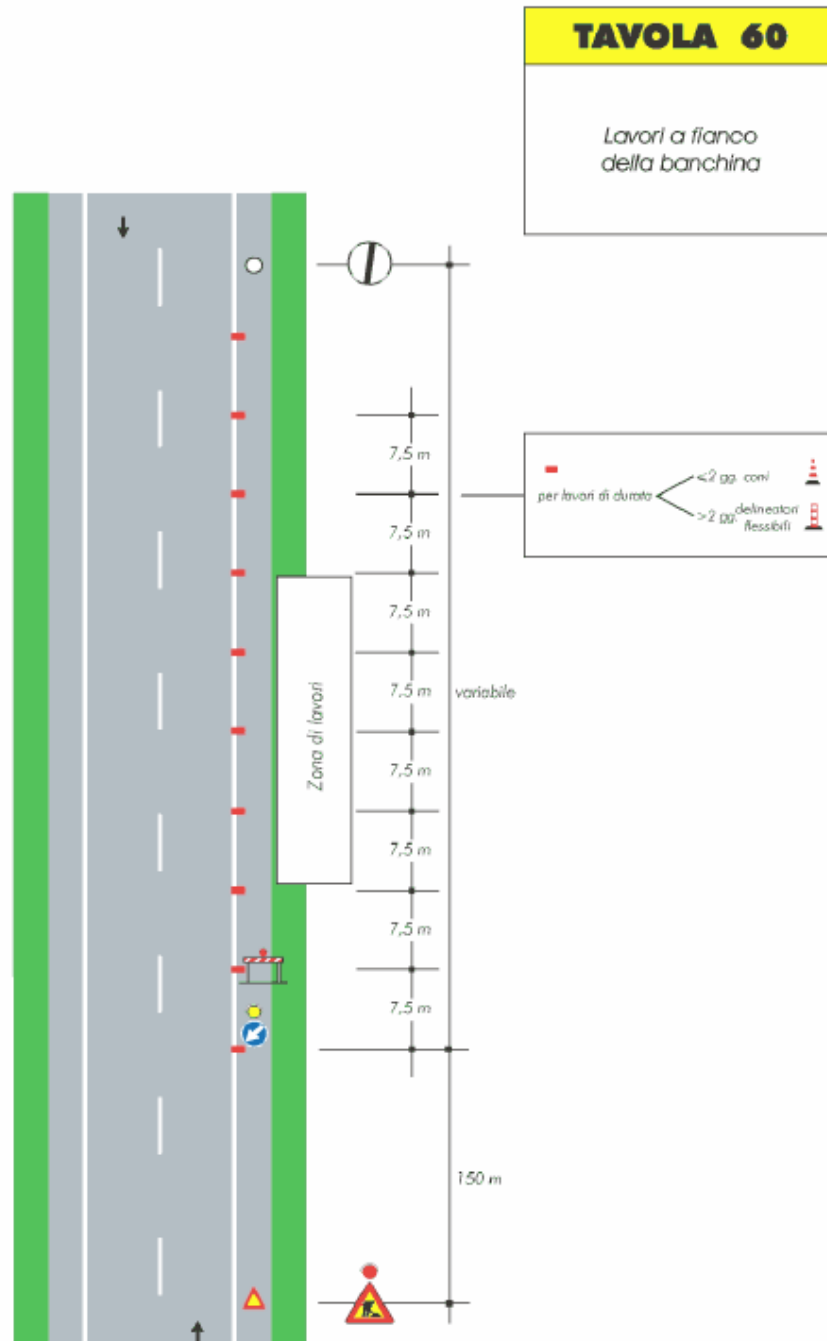 TAVOLA 60
Lavori a fianco
della banchina
7,5 m
7,5 m
7,5 m
7,5 m
7,5 m
7,5 m
7,5 m
7,5 m
variabile
150 m
Zona di lavori
per lavori di durata
≤2 gg. coni
>2 gg. delineatori
flessibili